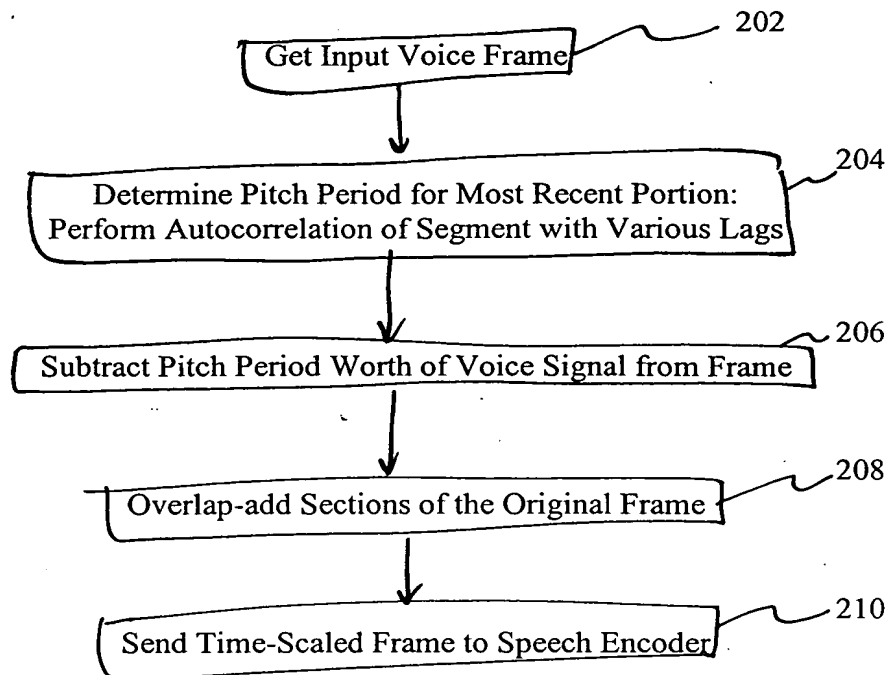 202
Get Input Voice Frame
204
Determine Pitch Period for Most Recent Portion:
Perform Autocorrelation of Segment with Various Lags
206
Subtract Pitch Period Worth of Voice Signal from Frame
208
Overlap-add Sections of the Original Frame
210
Send Time-Scaled Frame to Speech Encoder